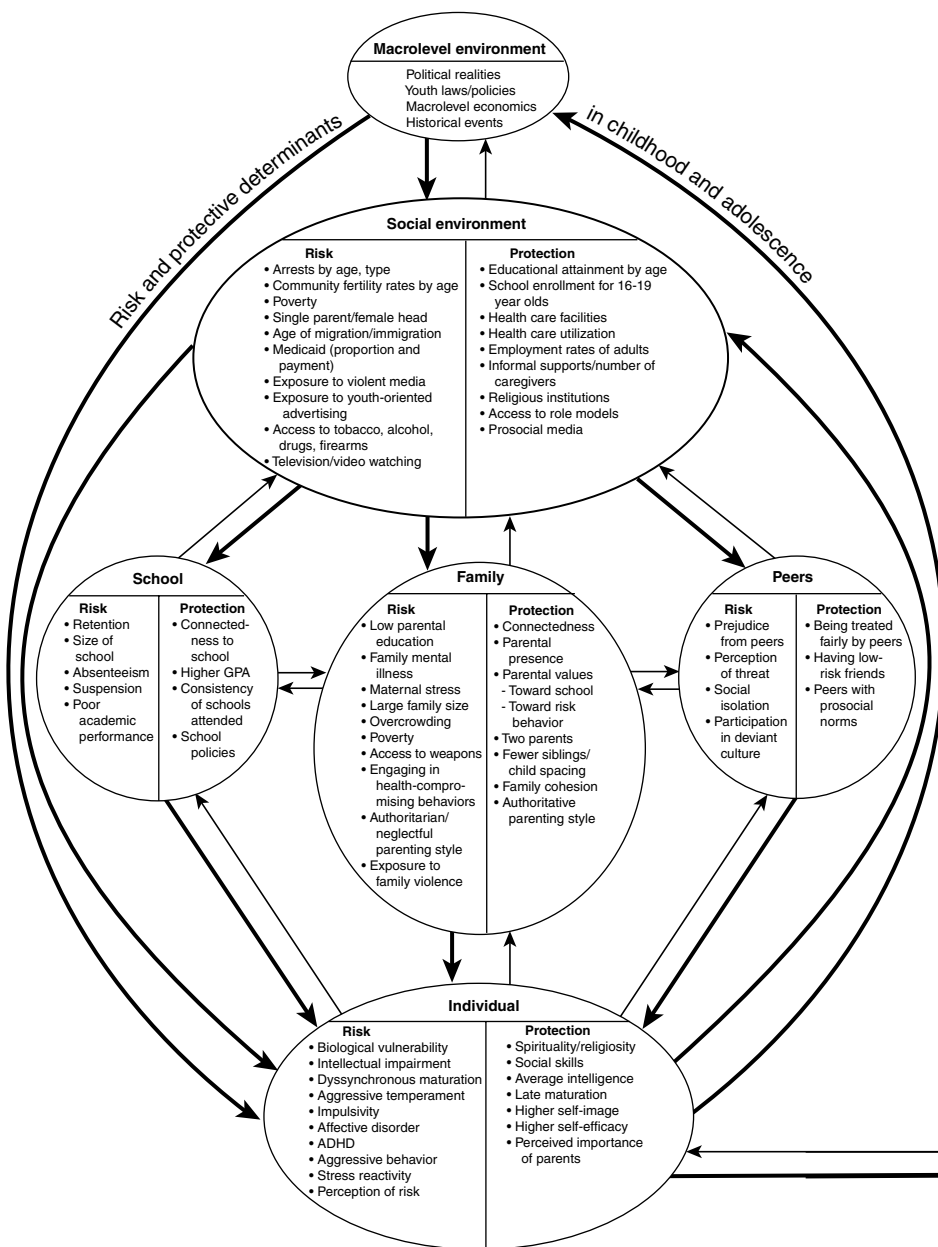 Macrolevel environment
Political realities
Youth laws/policies
Macrolevel economics
Historical events
Risk and protective determinants
in childhood and adolescence
Social environment
Risk
• Arrests by age, type
• Community fertility rates by age
• Poverty
• Single parent/female head
• Age of migration/immigration
• Medicaid (proportion and
payment)
• Exposure to violent media
• Exposure to youth-oriented
advertising
• Access to tobacco, alcohol,
drugs, firearms
• Television/video watching
Protection
• Educational attainment by age
• School enrollment for 16-19
year olds
• Health care facilities
• Health care utilization
• Employment rates of adults
• Informal supports/number of
caregivers
• Religious institutions
• Access to role models
• Prosocial media
School
Risk
• Retention
• Size of
school
• Absenteeism
• Suspension
• Poor
academic
performance
Protection
• Connected-
ness to
school
• Higher GPA
• Consistency
of schools
attended
• School
policies
Family
Risk
• Low parental
education
• Family mental
illness
• Maternal stress
• Large family size
• Overcrowding
• Poverty
• Access to weapons
• Engaging in
health-compro-
mising behaviors
• Authoritarian/
neglectful
parenting style
• Exposure to
family violence
Protection
• Connectedness
• Parental
presence
• Parental values
- Toward school
- Toward risk
behavior
• Two parents
• Fewer siblings/
child spacing
• Family cohesion
• Authoritative
parenting style
Peers
Risk
• Prejudice from
peers
• Perception
of threat
• Social
isolation
• Participation
in deviant
culture
Protection
• Being treated
fairly by peers
• Having low-
risk friends
• Peers with
prosocial
norms
Individual
Risk
• Biological vulnerability
• Intellectual impairment
• Dyssynchronous maturation
• Aggressive temperament
• Impulsivity
• Affective disorder
• ADHD
• Aggressive behavior
• Stress reactivity
• Perception of risk
Protection
• Spirituality/religiosity
• Social skills
• Average intelligence
• Late maturation
• Higher self-image
• Higher self-efficacy
• Perceived importance
of parents